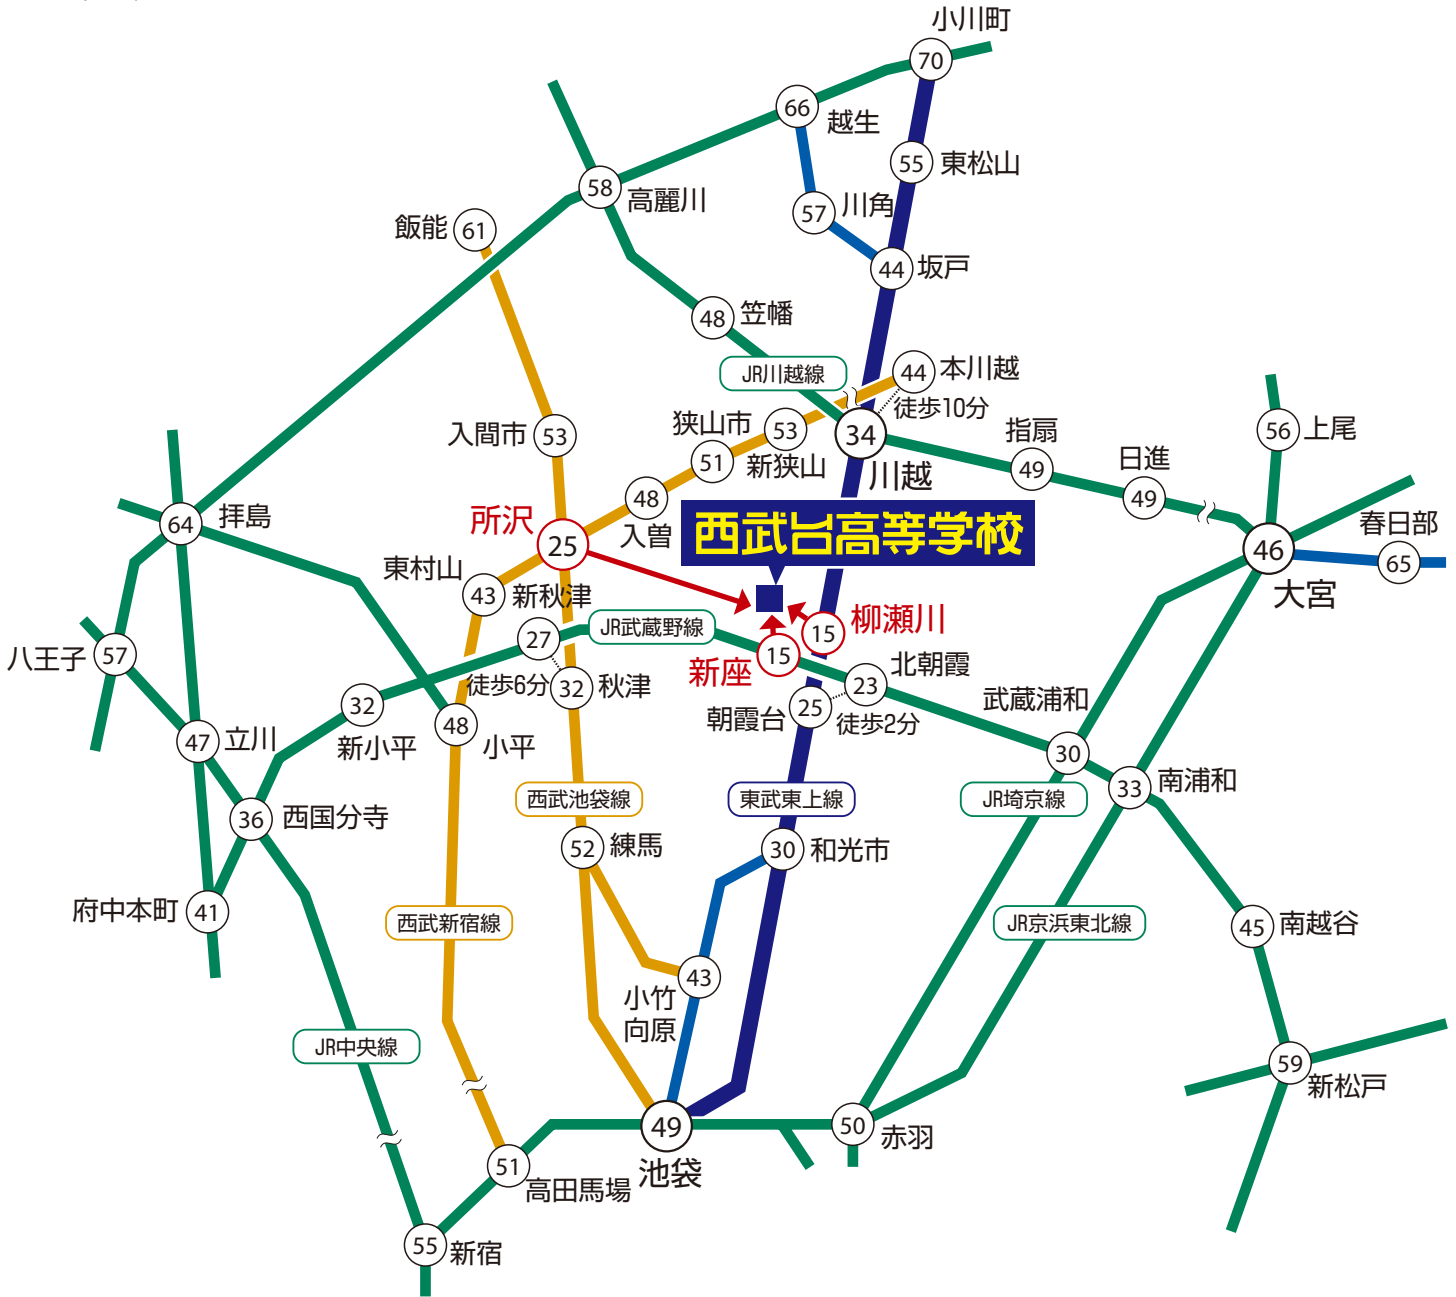 小川町
70
66
越生
55
東松山
58
高麗川
57
川角
飯能
61
44
坂戸
48
笠幡
JR川越線
44
本川越
徒歩10分
入間市
53
狭山市
53
新狭山
51
34
川越
指扇
49
日進
49
56
上尾
春日部
65
46
大宮
64
拝島
所沢
25
48
入曽
西武台高等学校
東村山
43
新秋津
27
JR武蔵野線
15
柳瀬川
15
新座
八王子
57
徒歩6分
32
秋津
23
北朝霞
朝霞台
25
徒歩2分
32
新小平
48
小平
47
立川
武蔵浦和
30
33
南浦和
36
西国分寺
西武池袋線
東武東上線
JR埼京線
52
練馬
30
和光市
府中本町
41
西武新宿線
JR京浜東北線
45
南越谷
43
小竹
向原
JR中央線
59
新松戸
49
池袋
50
赤羽
51
高田馬場
55
新宿